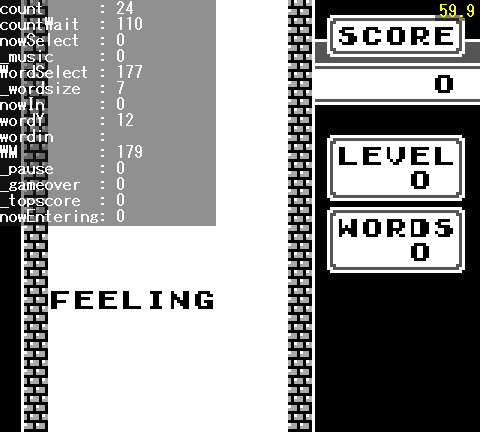 59.9
count : 24
countWait : 110
nowSelect : 0
_music : 0
WordSelect : 177
_wordsize : 7
nowIn : 0
wordY : 12
wordin :
WM : 179
_pause : 0
_gameover : 0
_topscore : 0
nowEntering: 0
SCORE
0
LEVEL
0
WORDS
0
FEELING